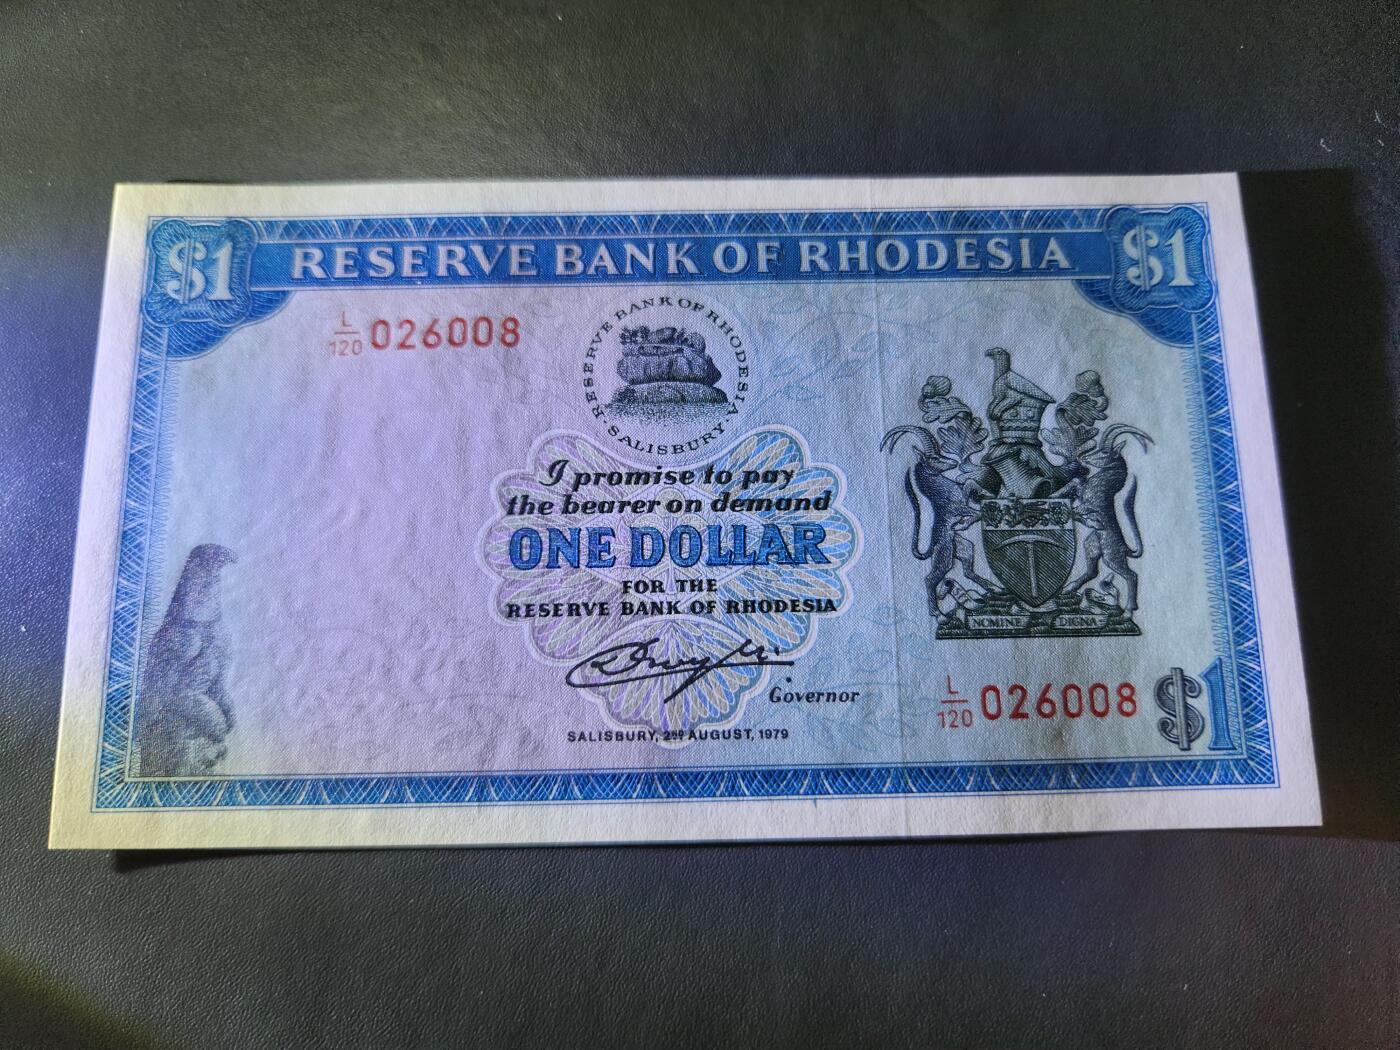 $1 RESERVE BANK OF RHODESIA $1
L/120 026008
RESERVE BANK OF RHODESIA
· SALISBURY ·
I promise to pay
the bearer on demand
ONE DOLLAR
FOR THE
RESERVE BANK OF RHODESIA
Governor
SALISBURY, 2ND AUGUST, 1979
NOMINE DIGNA
L/120 026008
$1